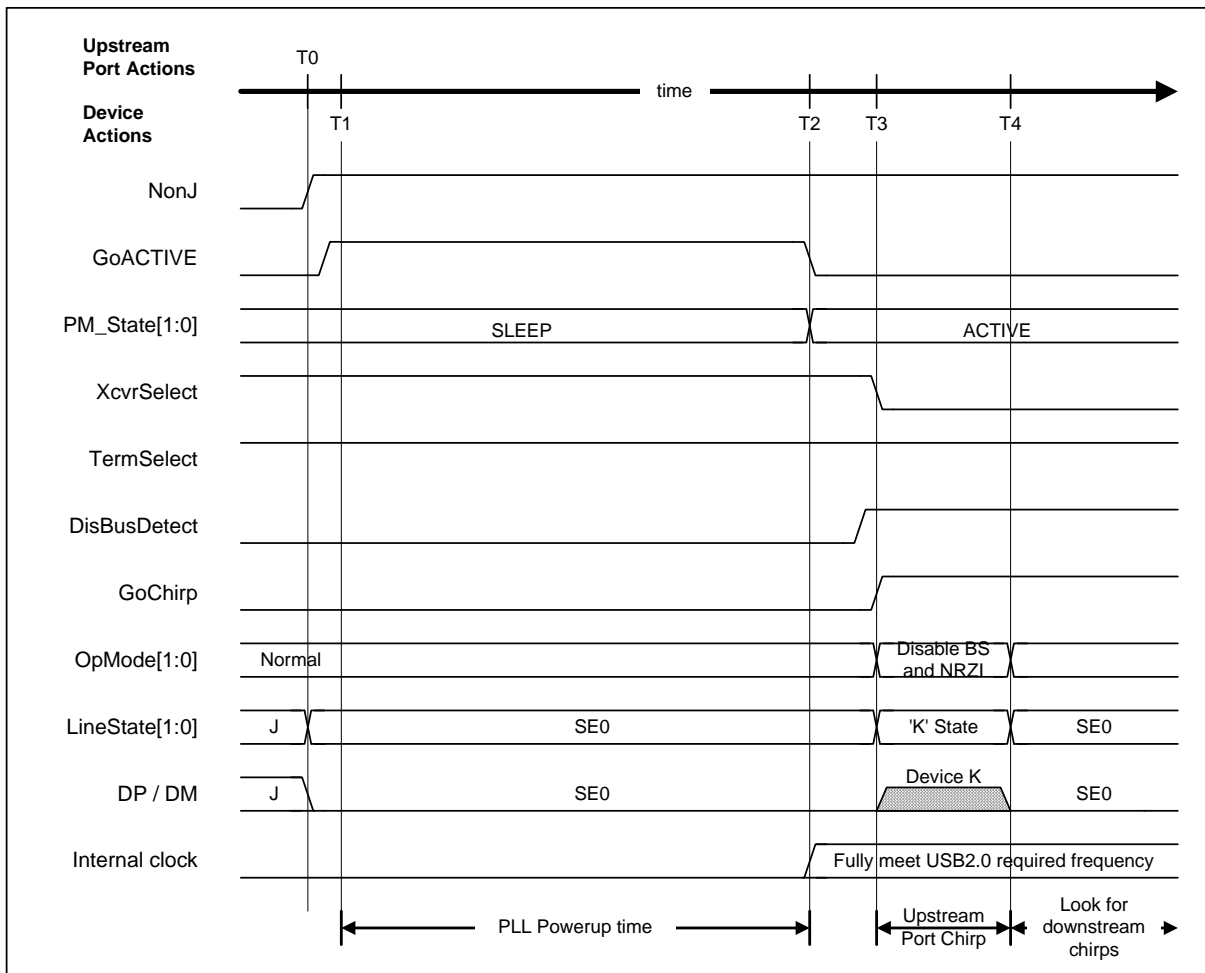 Upstream
Port Actions
T0
time
Device
Actions
T1
T2
T3
T4
NonJ
GoACTIVE
PM_State[1:0]
SLEEP
ACTIVE
XcvrSelect
TermSelect
DisBusDetect
GoChirp
OpMode[1:0]
Normal
Disable BS
and NRZI
LineState[1:0]
J
SE0
'K' State
SE0
DP / DM
J
SE0
Device K
SE0
Internal clock
Fully meet USB2.0 required frequency
PLL Powerup time
Upstream
Port Chirp
Look for
downstream
chirps